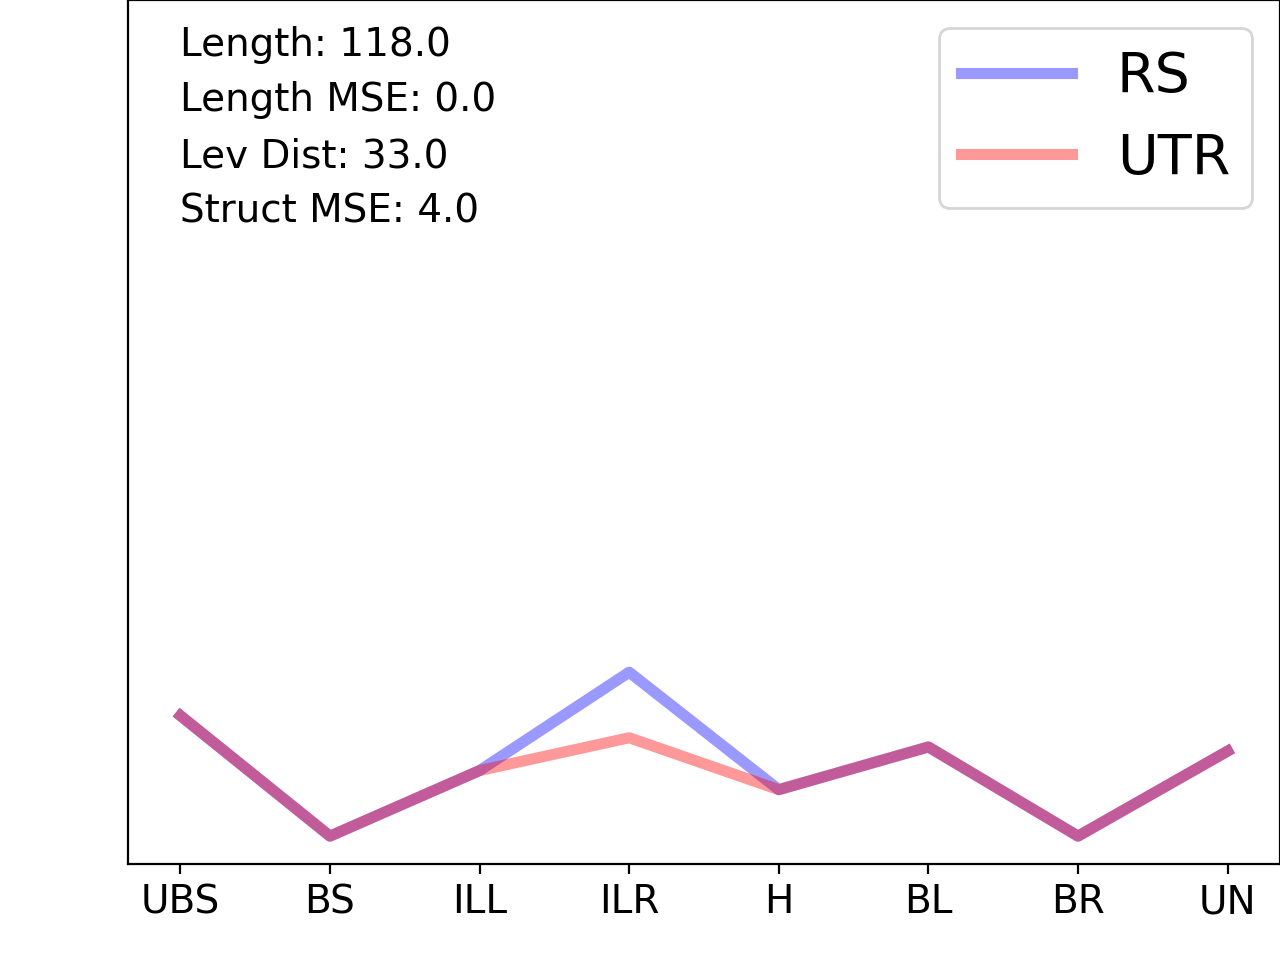 Length: 118.0
Length MSE: 0.0
Lev Dist: 33.0
Struct MSE: 4.0
RS
UTR
UBS BS ILL ILR H BL BR UN